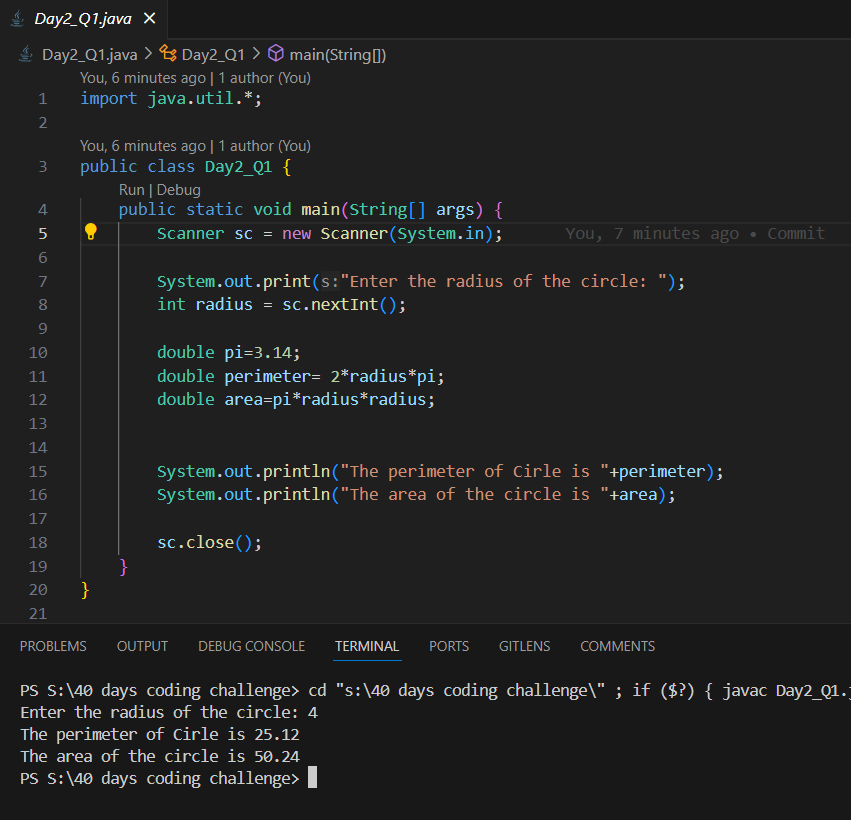 Day2_Q1.java ×
Day2_Q1.java > Day2_Q1 > main(String[])
You, 6 minutes ago | 1 author (You)
1 import java.util.*;
2
You, 6 minutes ago | 1 author (You)
3 public class Day2_Q1 {
Run | Debug
4 public static void main(String[] args) {
5 Scanner sc = new Scanner(System.in); You, 7 minutes ago • Commit
6
7 System.out.print(s:"Enter the radius of the circle: ");
8 int radius = sc.nextInt();
9
10 double pi=3.14;
11 double perimeter= 2*radius*pi;
12 double area=pi*radius*radius;
13
14
15 System.out.println("The perimeter of Cirle is "+perimeter);
16 System.out.println("The area of the circle is "+area);
17
18 sc.close();
19 }
20 }
21
PROBLEMS OUTPUT DEBUG CONSOLE TERMINAL PORTS GITLENS COMMENTS
PS S:\40 days coding challenge> cd "s:\40 days coding challenge\" ; if ($?) { javac Day2_Q1.j
Enter the radius of the circle: 4
The perimeter of Cirle is 25.12
The area of the circle is 50.24
PS S:\40 days coding challenge>